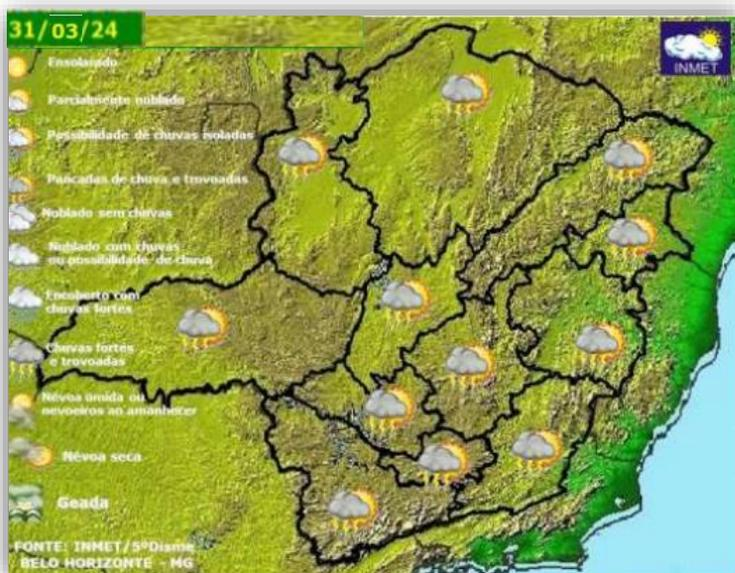 31/03/24
INMET
Ensolarado
Parcialmente nublado
Possibilidade de chuvas isoladas
Pancadas de chuva e trovoadas
Nublado sem chuvas
Nublado com chuvas
ou possibilidade de chuva
Encoberto com
chuvas fortes
Chuvas fortes
e trovoadas
Névoa úmida ou
nevoeiros ao amanhecer
Névoa seca
Geada
FONTE: INMET/5ºDisme
BELO HORIZONTE - MG